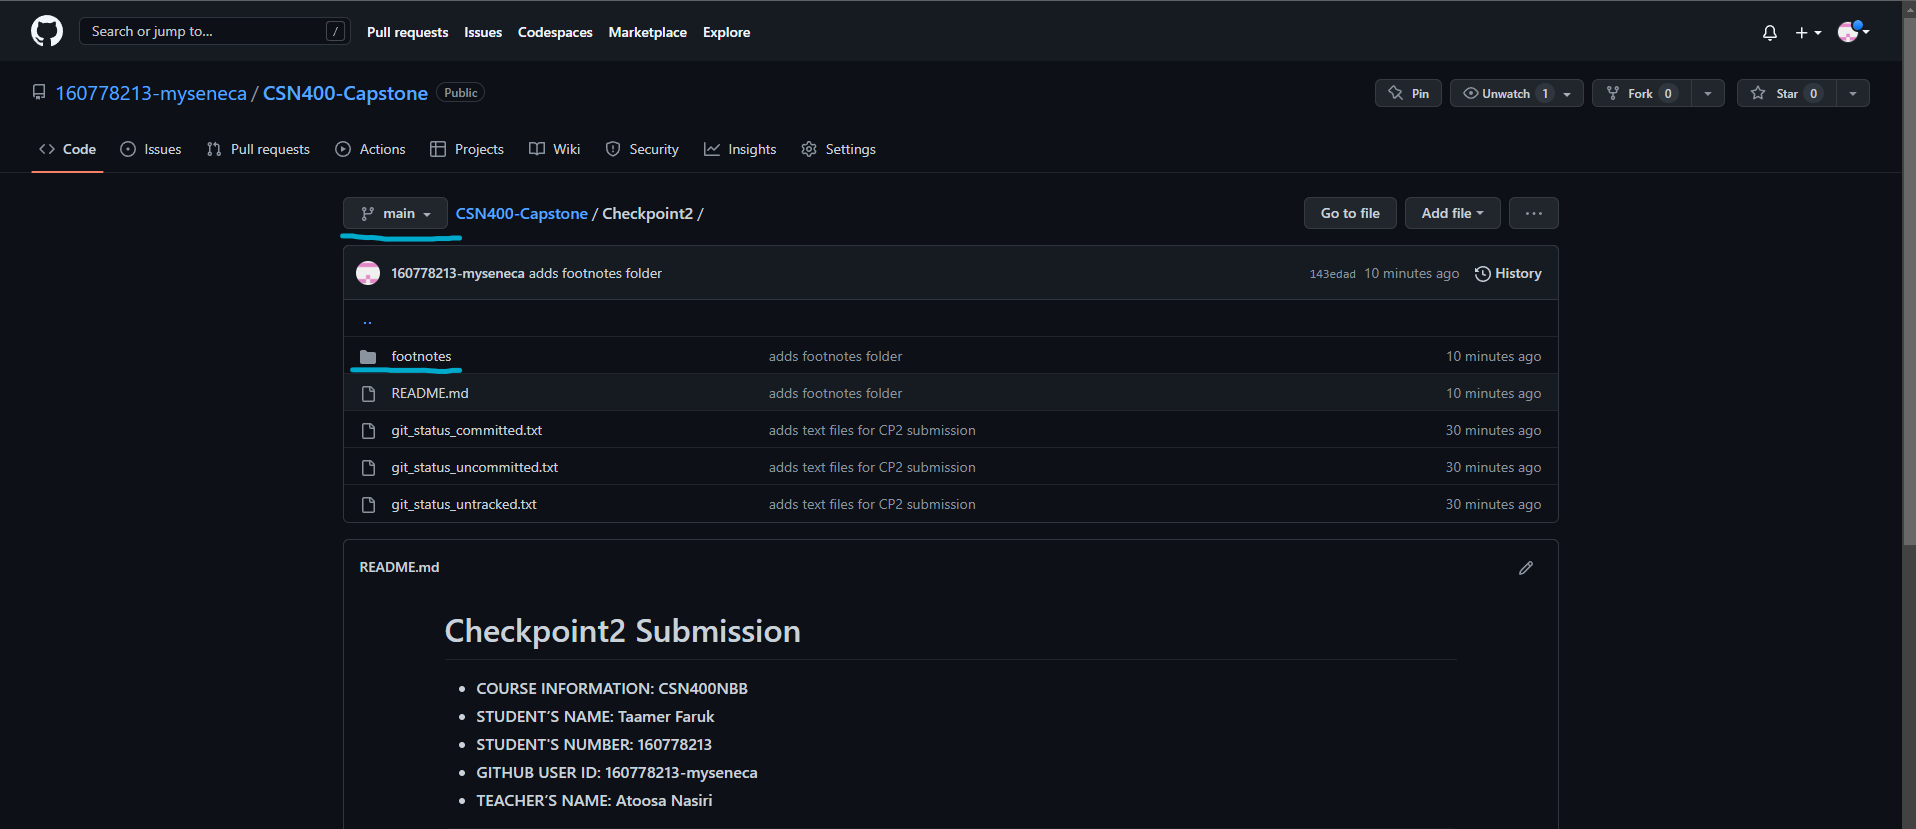 Search or jump to... /
Pull requests Issues Codespaces Marketplace Explore
160778213-myseneca / CSN400-Capstone Public
Pin Unwatch 1 Fork 0 Star 0
Code Issues Pull requests Actions Projects Wiki Security Insights Settings
main CSN400-Capstone / Checkpoint2 / Go to file Add file ...
160778213-myseneca adds footnotes folder 143edad 10 minutes ago History
..
footnotes adds footnotes folder 10 minutes ago
README.md adds footnotes folder 10 minutes ago
git_status_committed.txt adds text files for CP2 submission 30 minutes ago
git_status_uncommitted.txt adds text files for CP2 submission 30 minutes ago
git_status_untracked.txt adds text files for CP2 submission 30 minutes ago
README.md
Checkpoint2 Submission
• COURSE INFORMATION: CSN400NBB
• STUDENT’S NAME: Taamer Faruk
• STUDENT'S NUMBER: 160778213
• GITHUB USER ID: 160778213-myseneca
• TEACHER’S NAME: Atoosa Nasiri